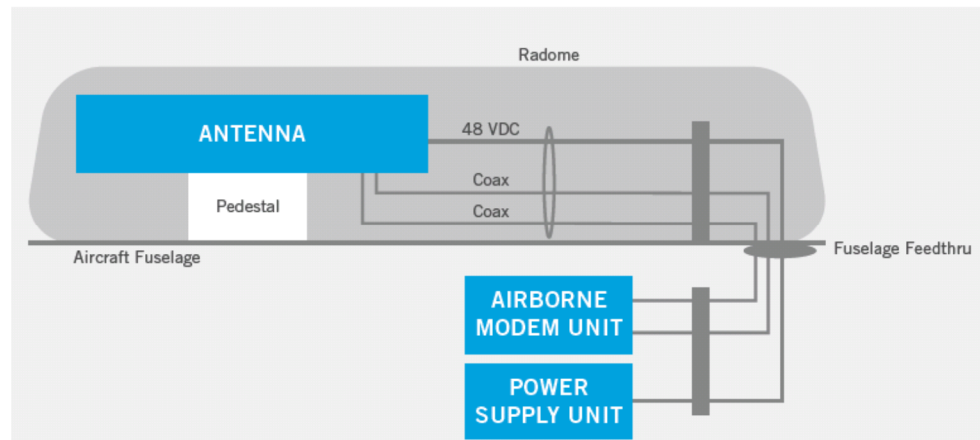 Radome
ANTENNA
48 VDC
Coax
Pedestal
Coax
Aircraft Fuselage
Fuselage Feedthru
AIRBORNE
MODEM UNIT
POWER
SUPPLY UNIT